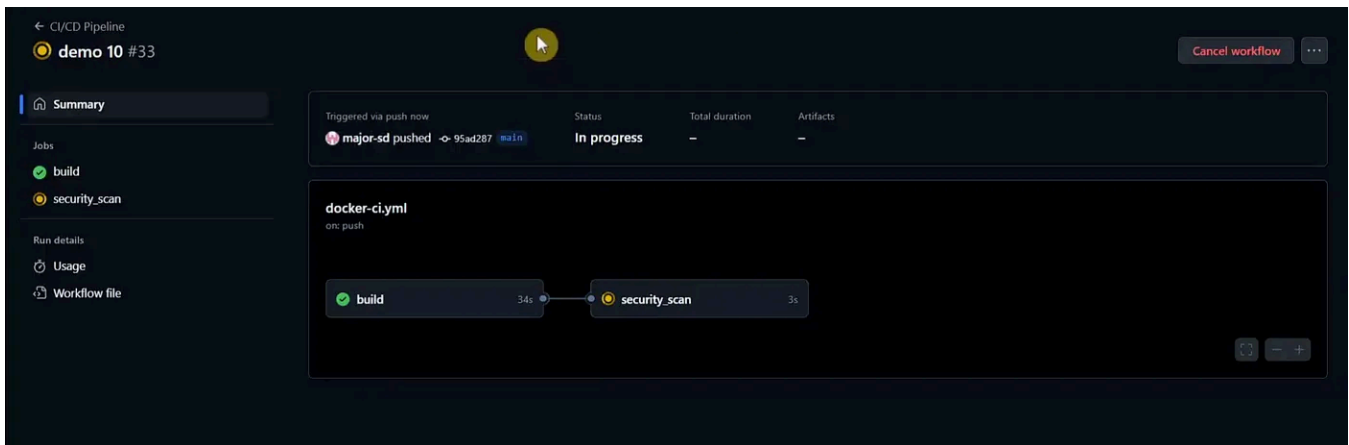 ← CI/CD Pipeline
demo 10 #33
Cancel workflow
Summary
Jobs
build
security_scan
Run details
Usage
Workflow file
Triggered via push now
Status
Total duration
Artifacts
major-sd pushed 95ad287 main
In progress
–
–
docker-ci.yml
on: push
build 34s
security_scan 3s